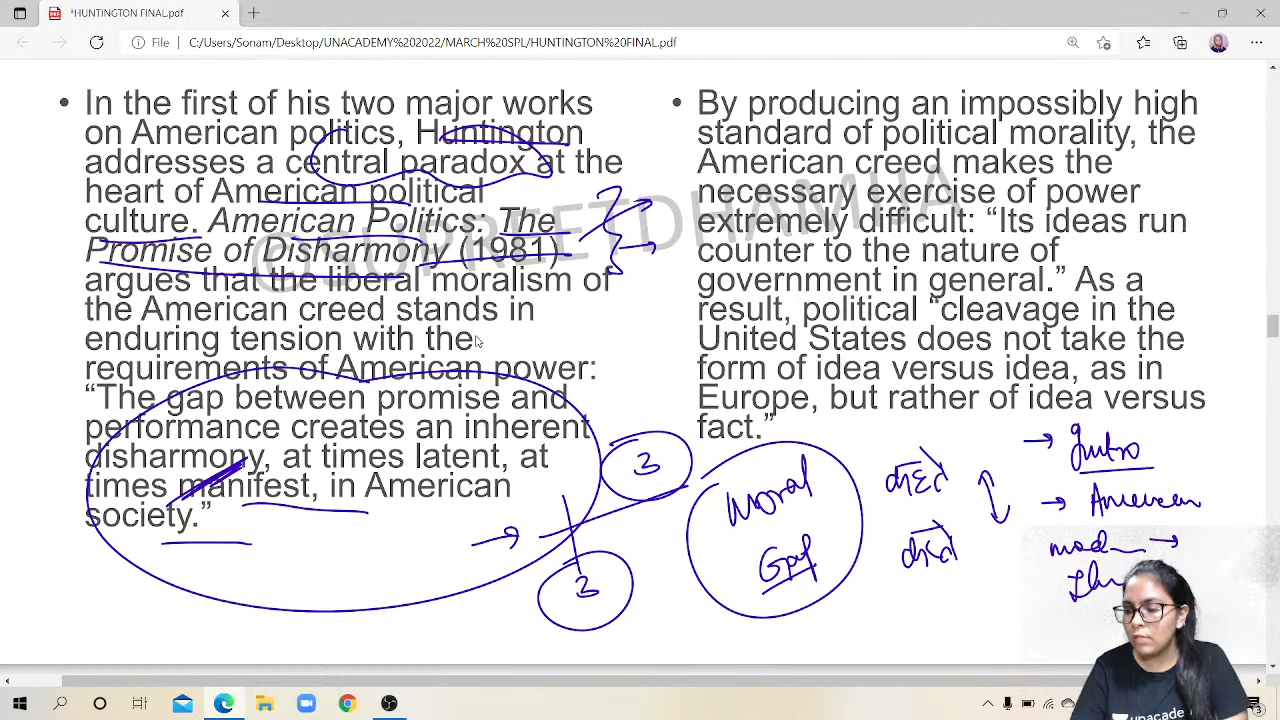 *HUNTINGTON FINAL.pdf
File
C:/Users/Sonam/Desktop/UNACADEMY%202022/MARCH%20SPL/HUNTINGTON%20FINAL.pdf
• In the first of his two major works
on American politics, Huntington
addresses a central paradox at the
heart of American political
culture. American Politics: The
Promise of Disharmony (1981)
argues that the liberal moralism of
the American creed stands in
enduring tension with the
requirements of American power:
“The gap between promise and
performance creates an inherent
disharmony, at times latent, at
times manifest, in American
society.”
• By producing an impossibly high
standard of political morality, the
American creed makes the
necessary exercise of power
extremely difficult: “Its ideas run
counter to the nature of
government in general.” As a
result, political “cleavage in the
United States does not take the
form of idea versus idea, as in
Europe, but rather of idea versus
fact.”
@SUPREETDHAMIJA
3
3
Moral
Gap
Intro
American
unacade
3